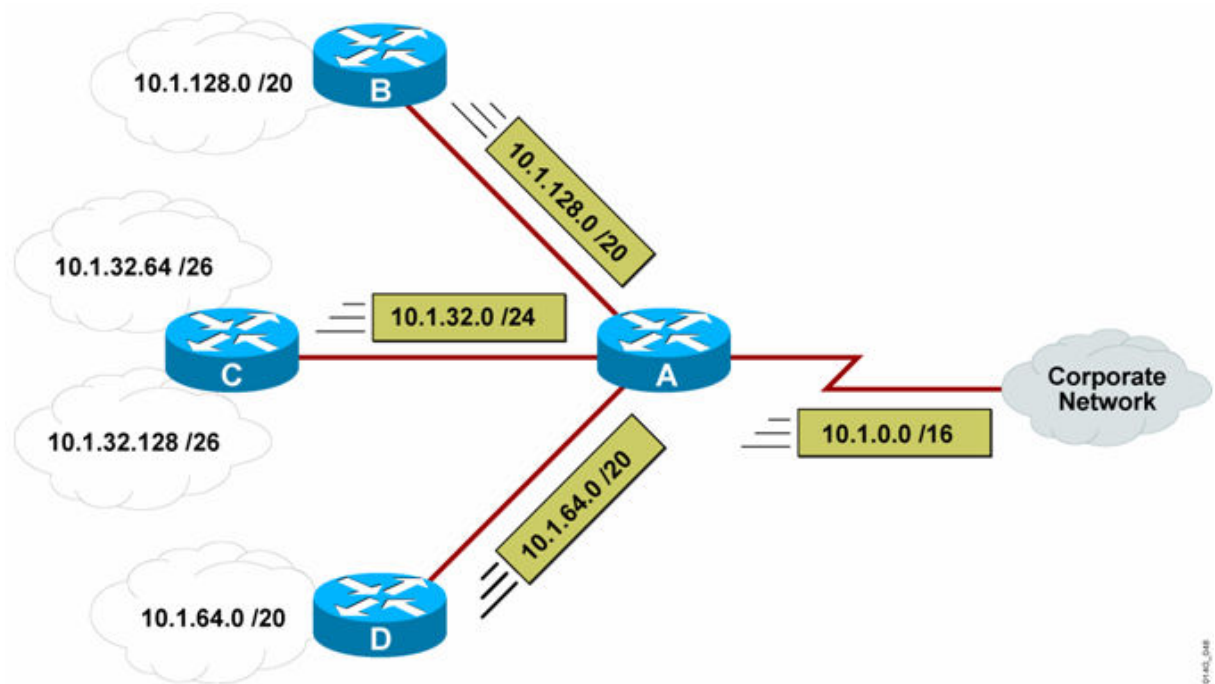 10.1.128.0 /20
B
10.1.128.0 /20
10.1.32.64 /26
10.1.32.0 /24
C
A
Corporate
Network
10.1.32.128 /26
10.1.0.0 /16
10.1.64.0 /20
10.1.64.0 /20
D